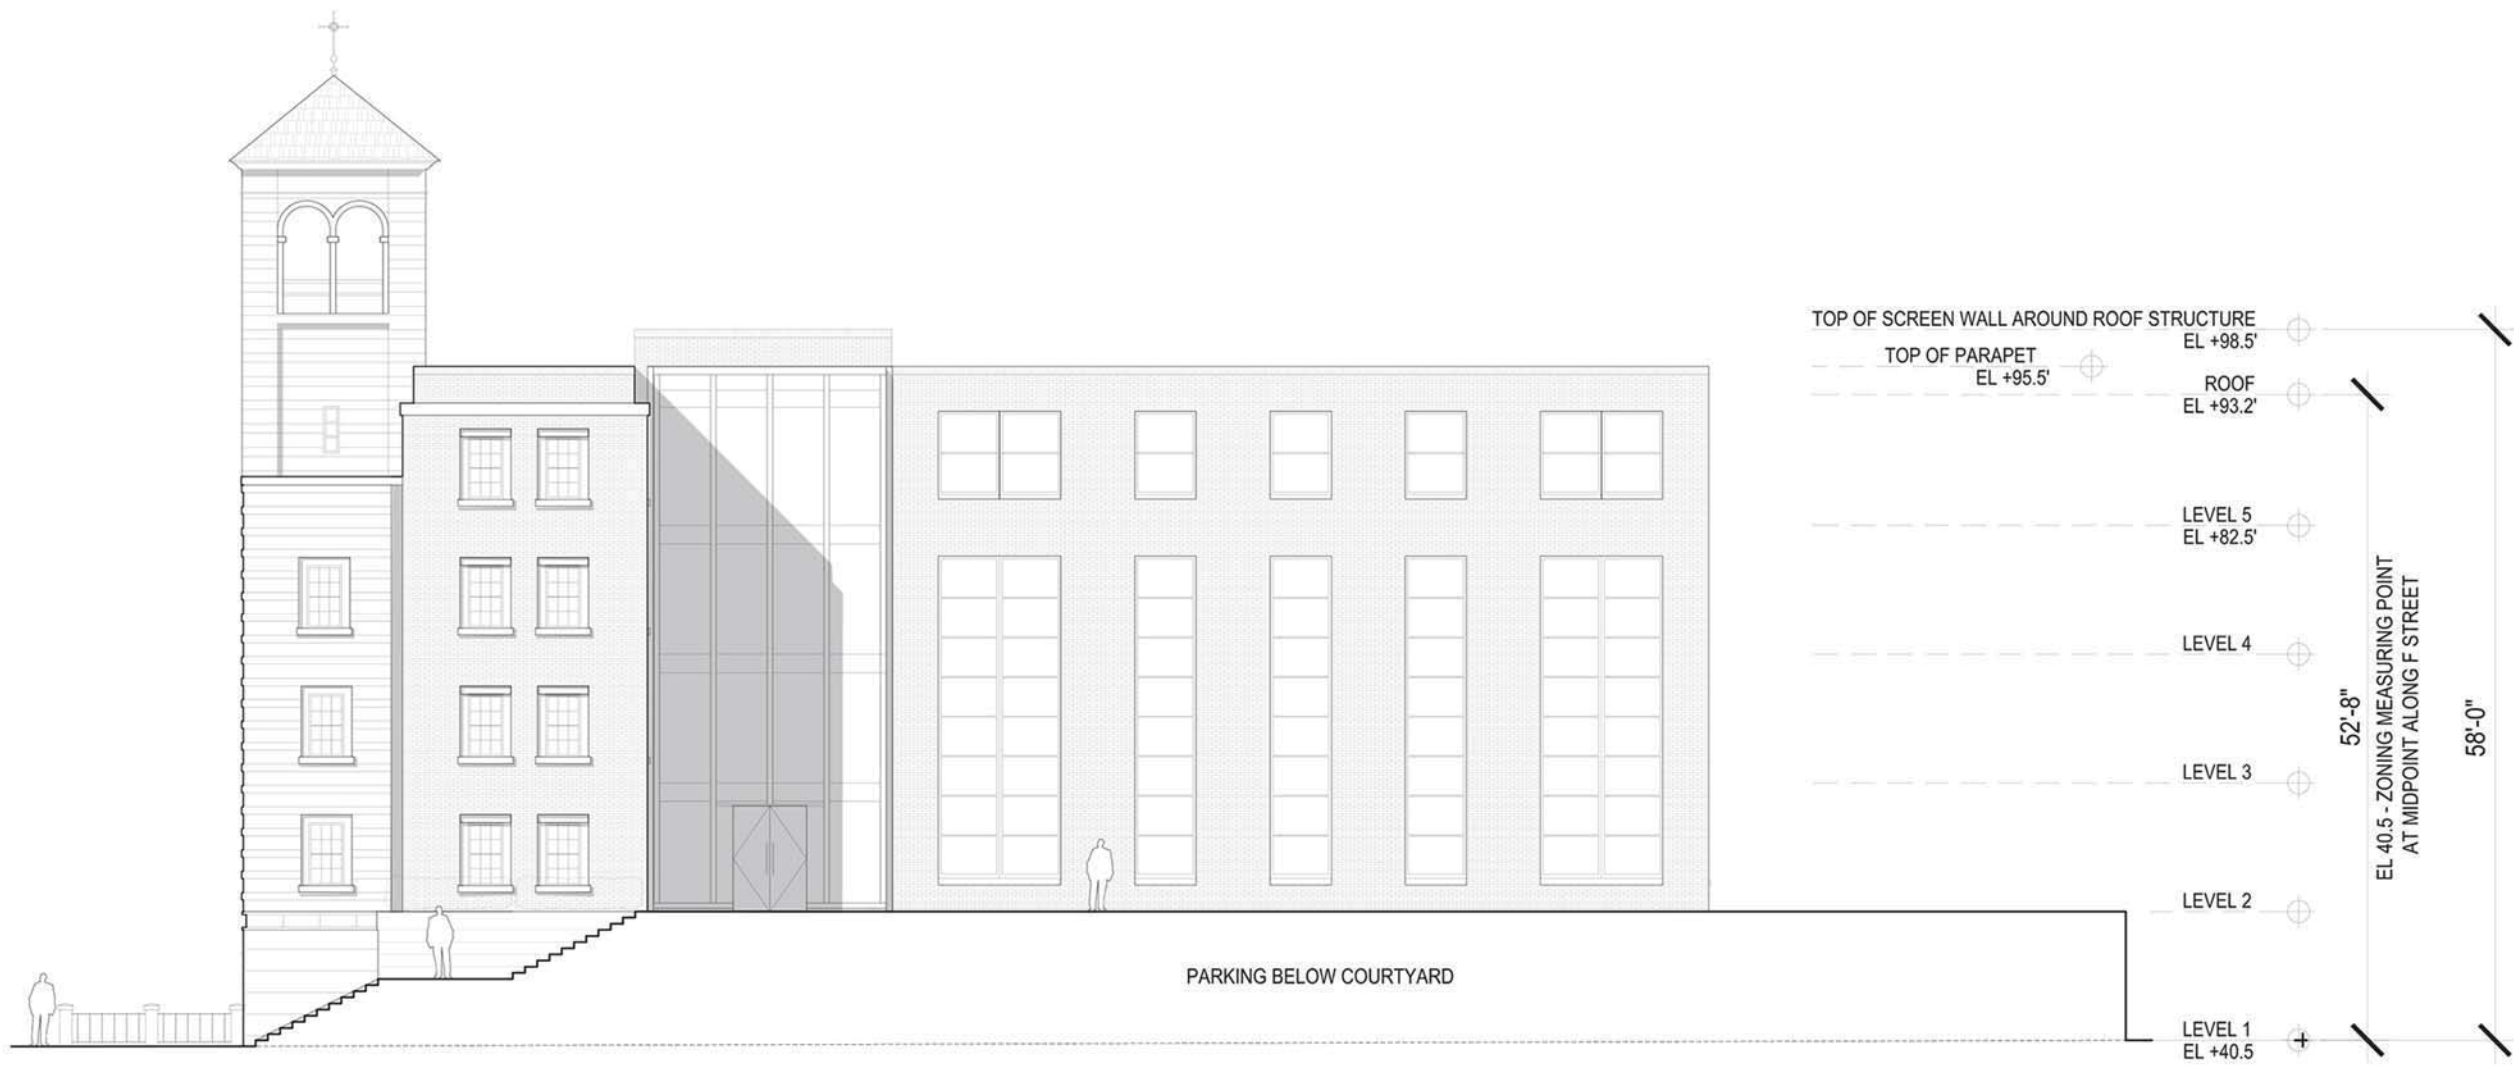 TOP OF SCREEN WALL AROUND ROOF STRUCTURE
EL +98.5'
TOP OF PARAPET
EL +95.5'
ROOF
EL +93.2'
LEVEL 5
EL +82.5'
LEVEL 4
LEVEL 3
LEVEL 2
LEVEL 1
EL +40.5
52'-8"
EL 40.5 - ZONING MEASURING POINT
AT MIDPOINT ALONG F STREET
58'-0"
PARKING BELOW COURTYARD